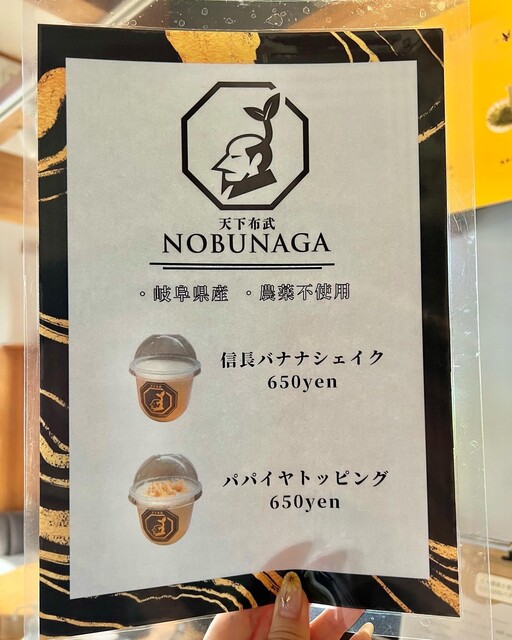 天下布武
NOBUNAGA
・岐阜県産 ・農薬不使用
信長バナナシェイク
650yen
パパイヤトッピング
650yen